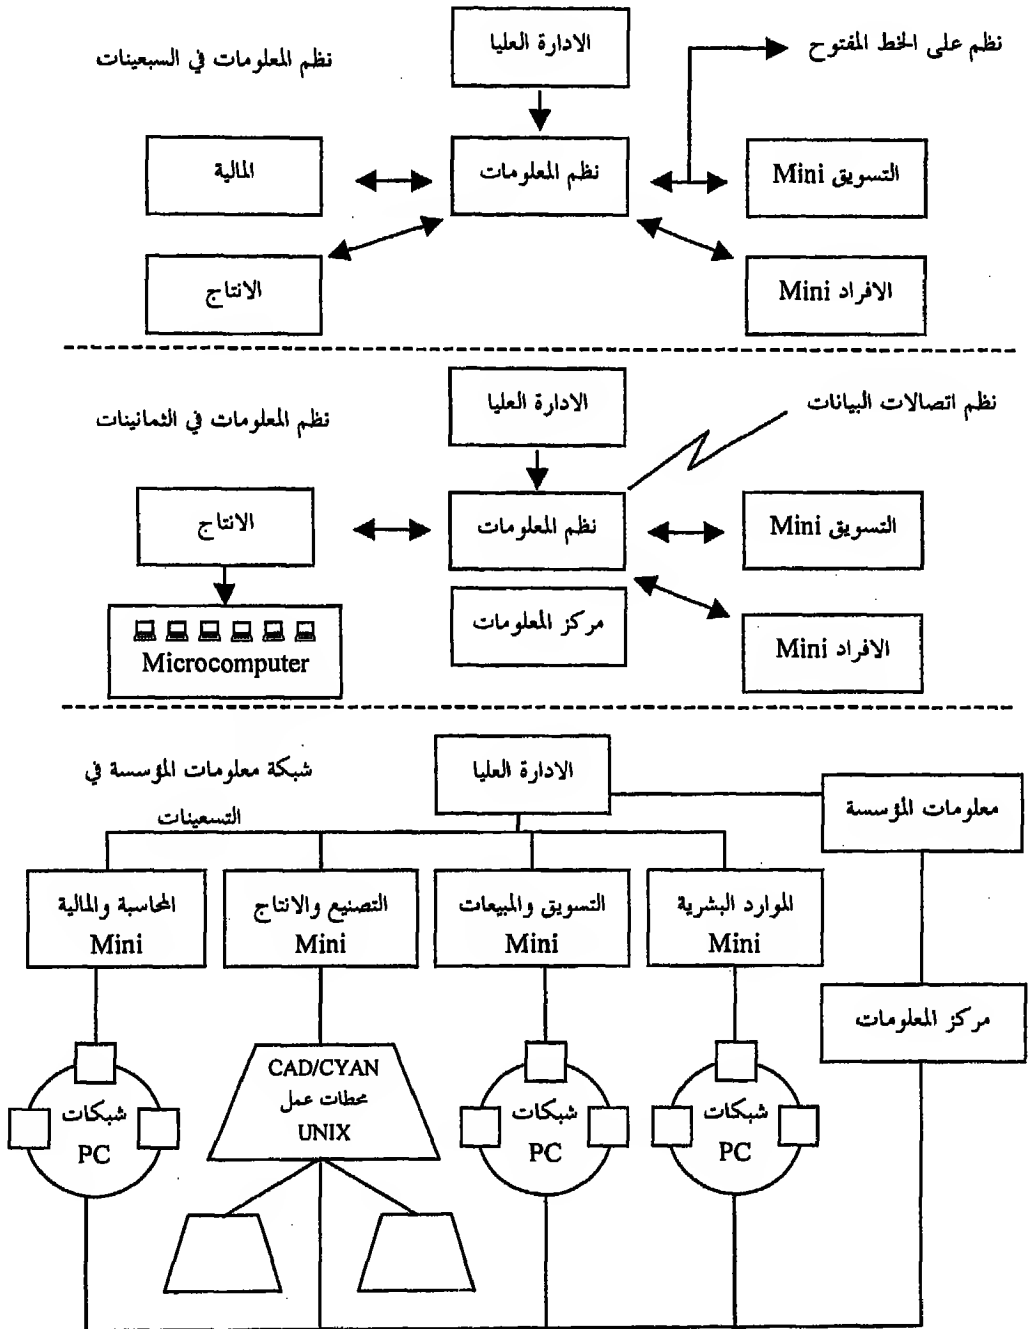 الادارة العليا
نظم على الخط المفتوح
نظم المعلومات في السبعينات
التسويق Mini
نظم المعلومات
المالية
الافراد Mini
الانتاج
الادارة العليا
نظم اتصالات البيانات
نظم المعلومات في الثمانينات
التسويق Mini
نظم المعلومات
الانتاج
مركز المعلومات
الافراد Mini
Microcomputer
الادارة العليا
شبكة معلومات المؤسسة في
التسعينات
معلومات المؤسسة
الموارد البشرية
Mini
التسويق والمبيعات
Mini
التصنيع والانتاج
Mini
المحاسبة والمالية
Mini
مركز المعلومات
شبكات
PC
شبكات
PC
CAD/CYAN
محطات عمل
UNIX
شبكات
PC